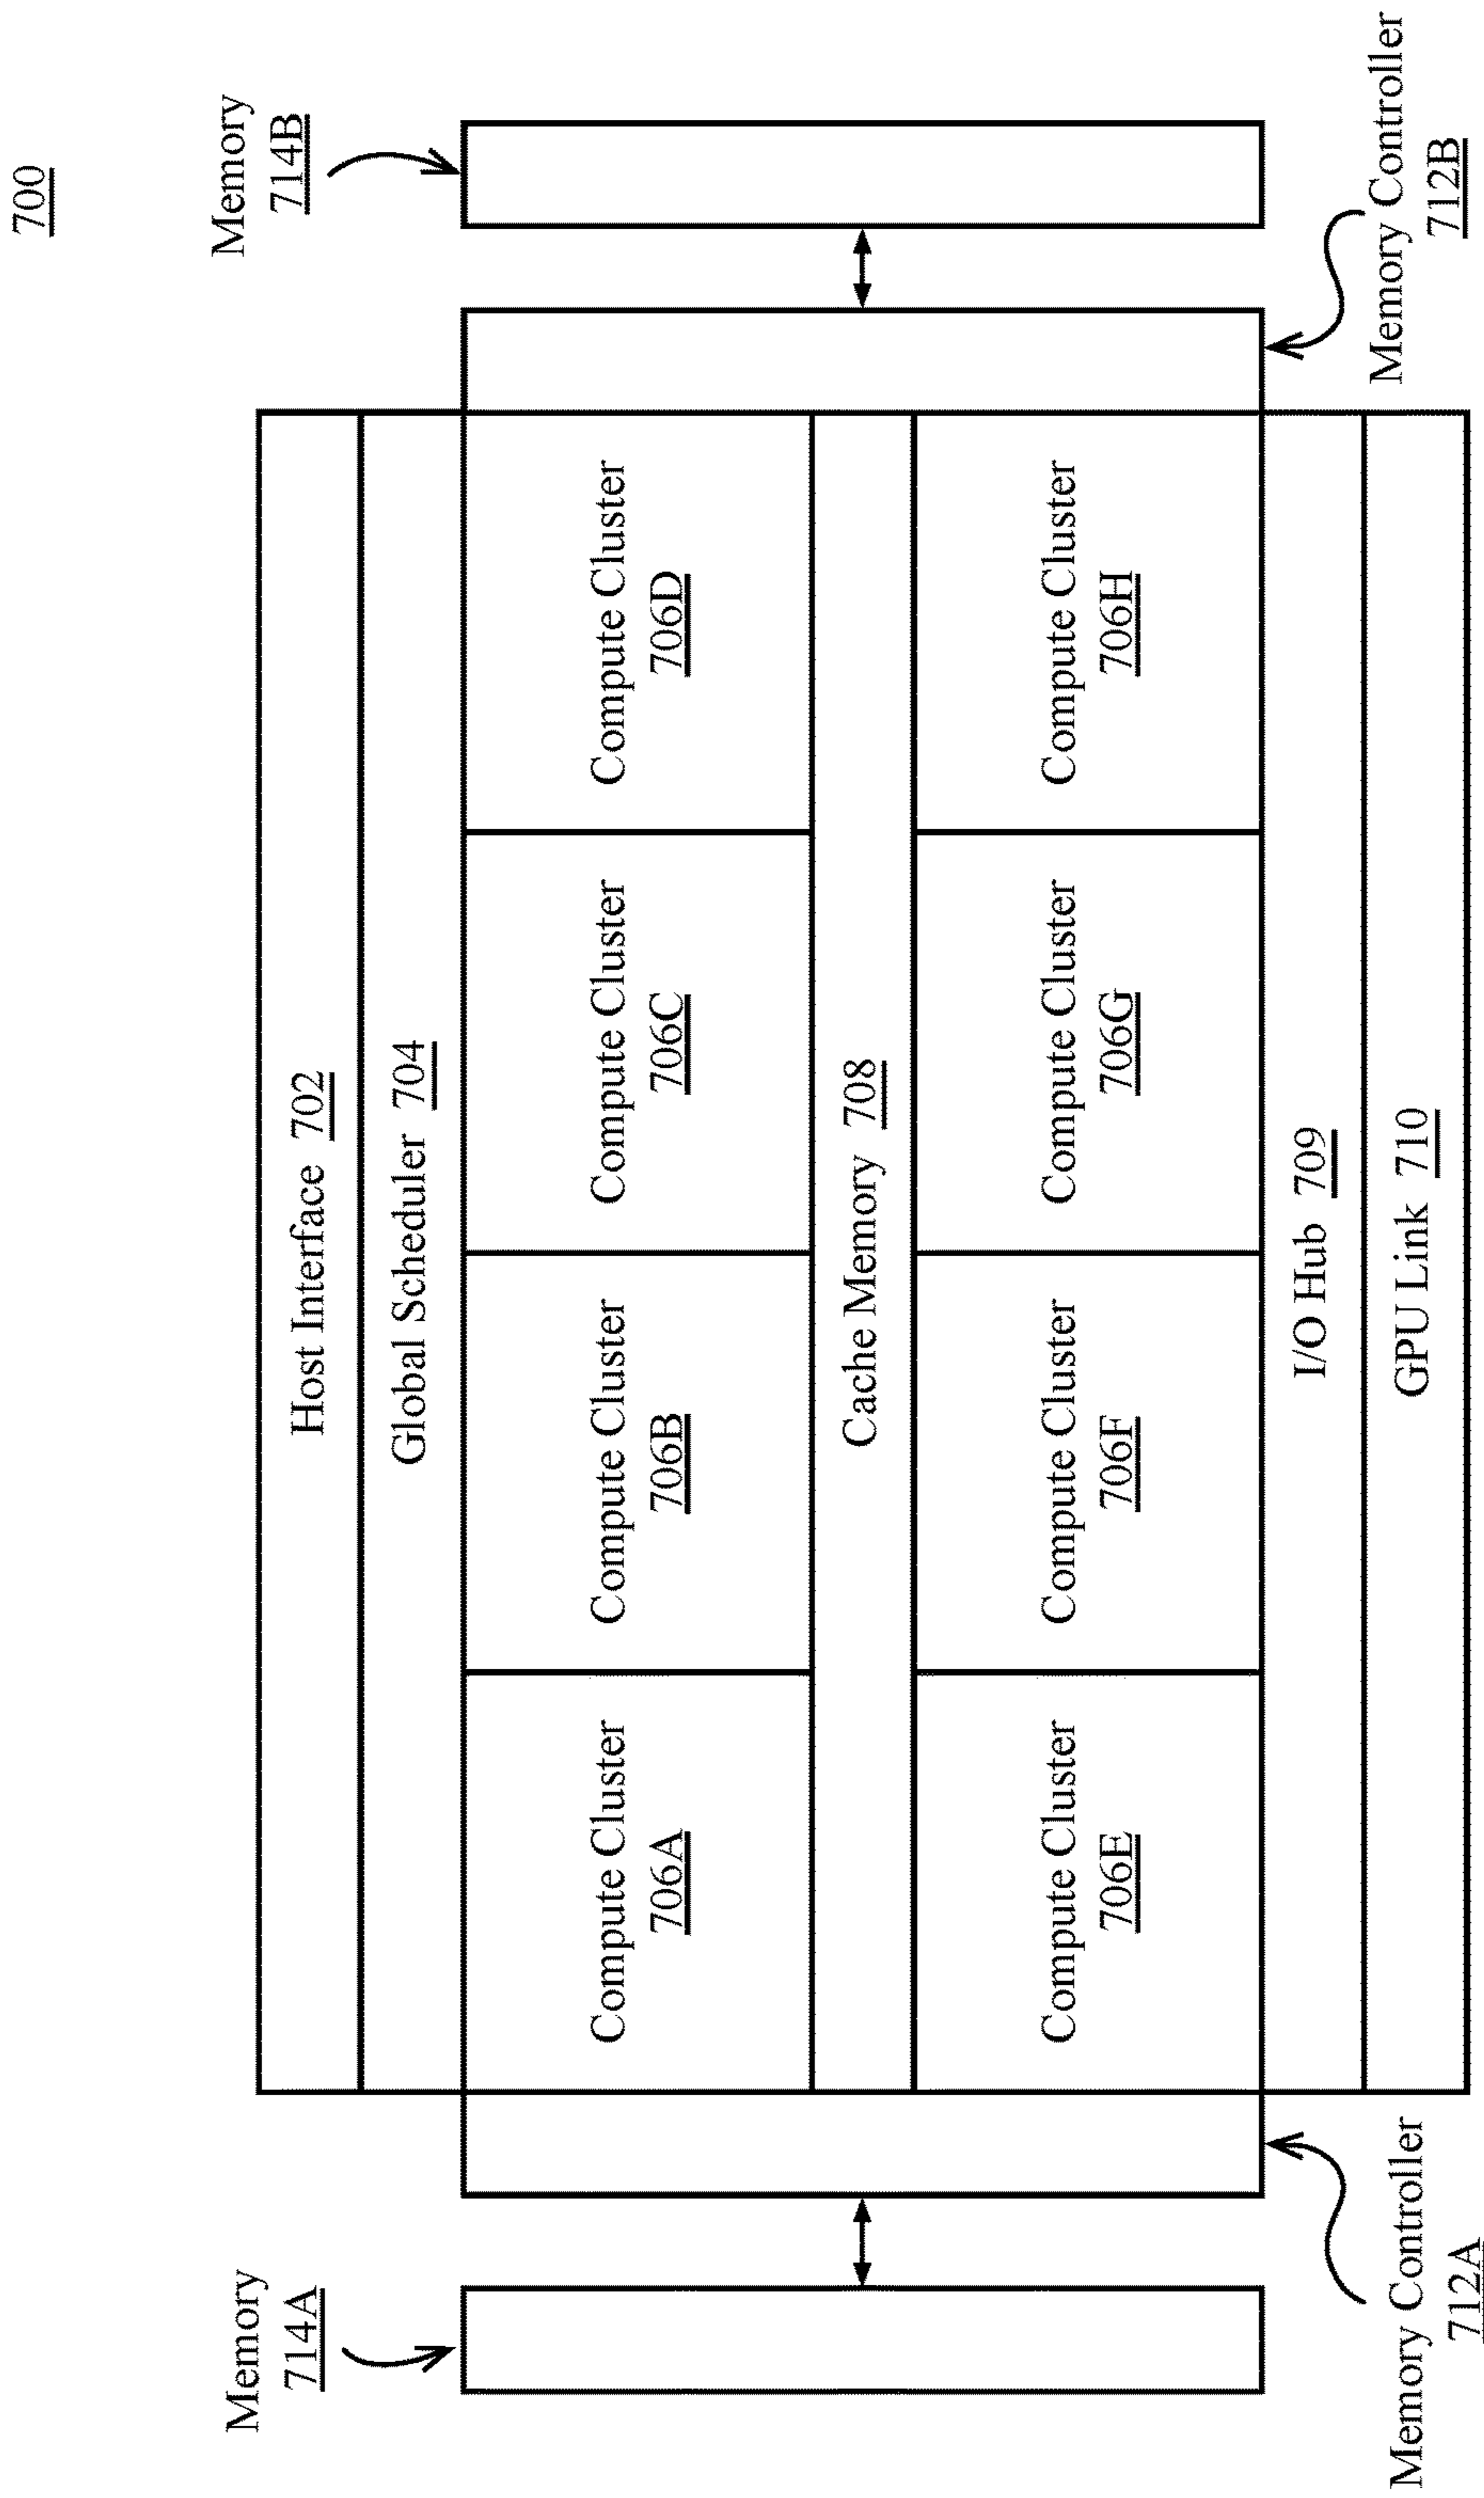 700
Memory
714A
Memory
714B
Host Interface 702
Global Scheduler 704
Compute Cluster
706A
Compute Cluster
706B
Compute Cluster
706C
Compute Cluster
706D
Cache Memory 708
Compute Cluster
706E
Compute Cluster
706F
Compute Cluster
706G
Compute Cluster
706H
I/O Hub 709
GPU Link 710
Memory Controller
712A
Memory Controller
712B